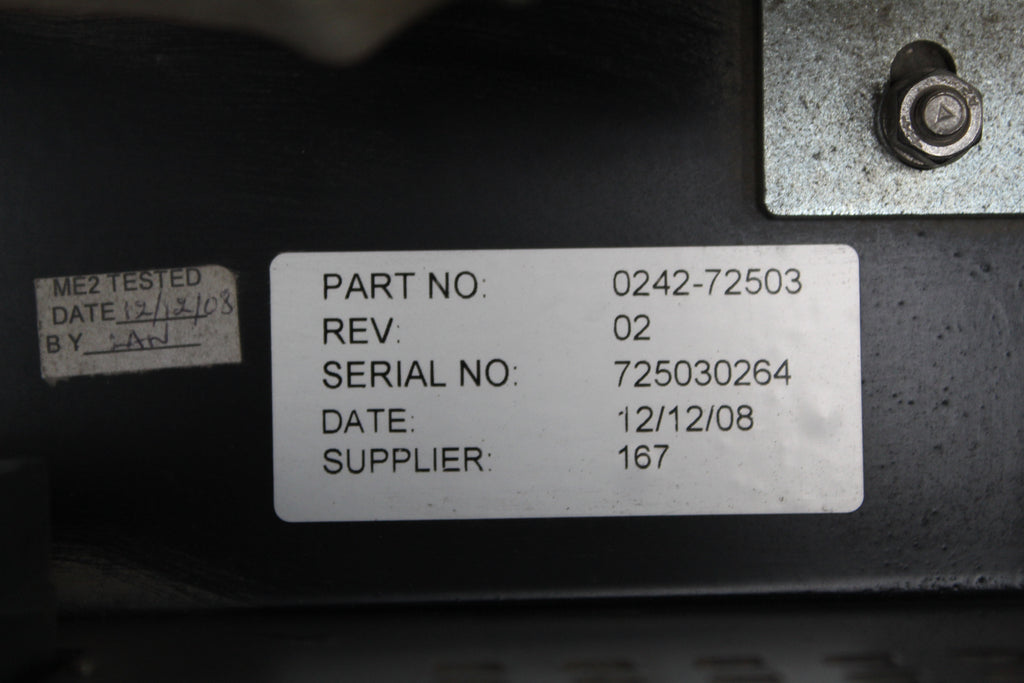 ME2 TESTED
DATE 12/12/08
BY
PART NO: 0242-72503
REV: 02
SERIAL NO: 725030264
DATE: 12/12/08
SUPPLIER: 167